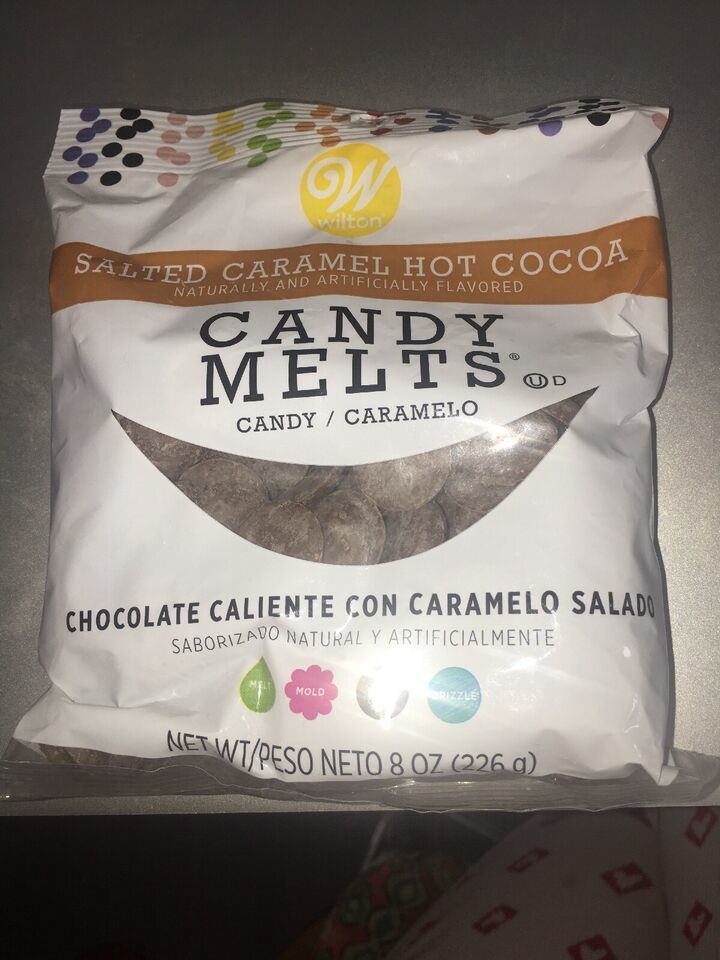 W
wilton®
SALTED CARAMEL HOT COCOA
NATURALLY AND ARTIFICIALLY FLAVORED
CANDY
MELTS®
U D
CANDY / CARAMELO
CHOCOLATE CALIENTE CON CARAMELO SALADO
SABORIZADO NATURAL Y ARTIFICIALMENTE
MELT MOLD DRIZZLE
NET WT/PESO NETO 8 OZ (226 g)